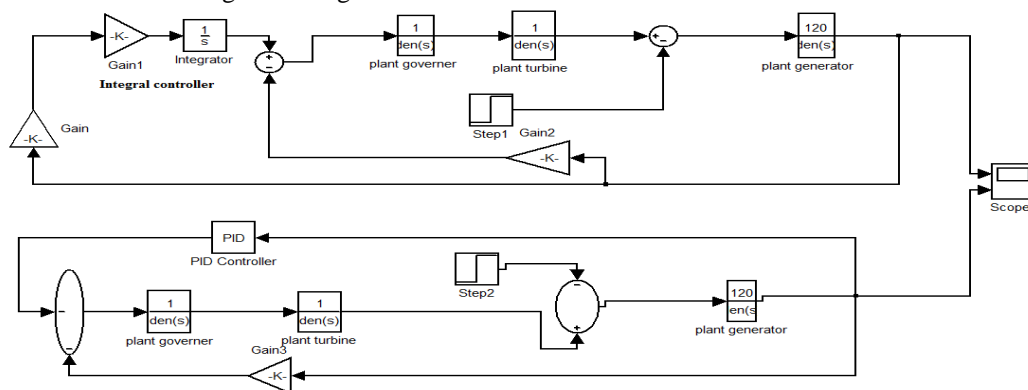 -K-
Gain1
1
s
Integrator
Integral controller
+
-
1
den(s)
plant governer
1
den(s)
plant turbine
+
-
120
den(s)
plant generator
-K-
Gain
Step1
Gain2
-K-
Scope
PID
PID Controller
-
-
1
den(s)
plant governer
1
den(s)
plant turbine
Step2
-
+
120
en(s
plant generator
Gain3
-K-